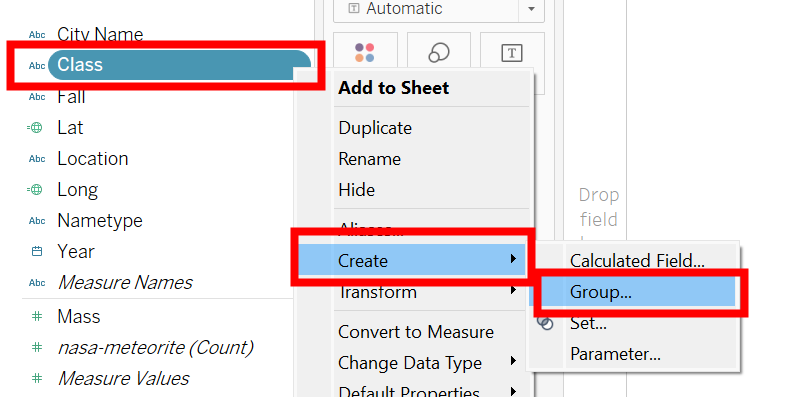 Automatic
Abc City Name
Abc Class
Abc Fall
Lat
Abc Location
Long
Abc Nametype
Year
Abc Measure Names
# Mass
# nasa-meteorite (Count)
# Measure Values
T
Add to Sheet
Duplicate
Rename
Hide
Aliases...
Create
Transform
Convert to Measure
Change Data Type
Default Properties
Drop
field
Calculated Field...
Group...
Set...
Parameter...